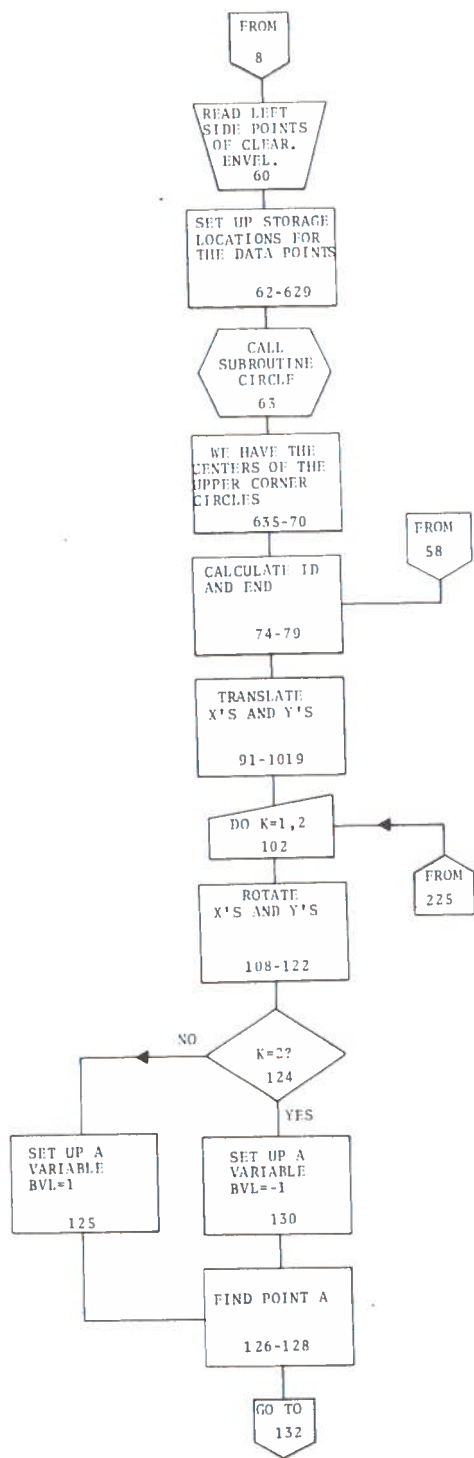 FROM
8
READ LEFT
SIDE POINTS
OF CLEAR.
ENVEL.
60
SET UP STORAGE
LOCATIONS FOR
THE DATA POINTS
62-629
CALL
SUBROUTINE
CIRCLE
63
WE HAVE THE
CENTERS OF THE
UPPER CORNER
CIRCLES
635-70
FROM
58
CALCULATE ID
AND END
74-79
TRANSLATE
X'S AND Y'S
91-1019
DO K=1,2
102
FROM
225
ROTATE
X'S AND Y'S
108-122
NO
K=2?
124
YES
SET UP A
VARIABLE
BVL=1
125
SET UP A
VARIABLE
BVL=-1
130
FIND POINT A
126-128
GO TO
132